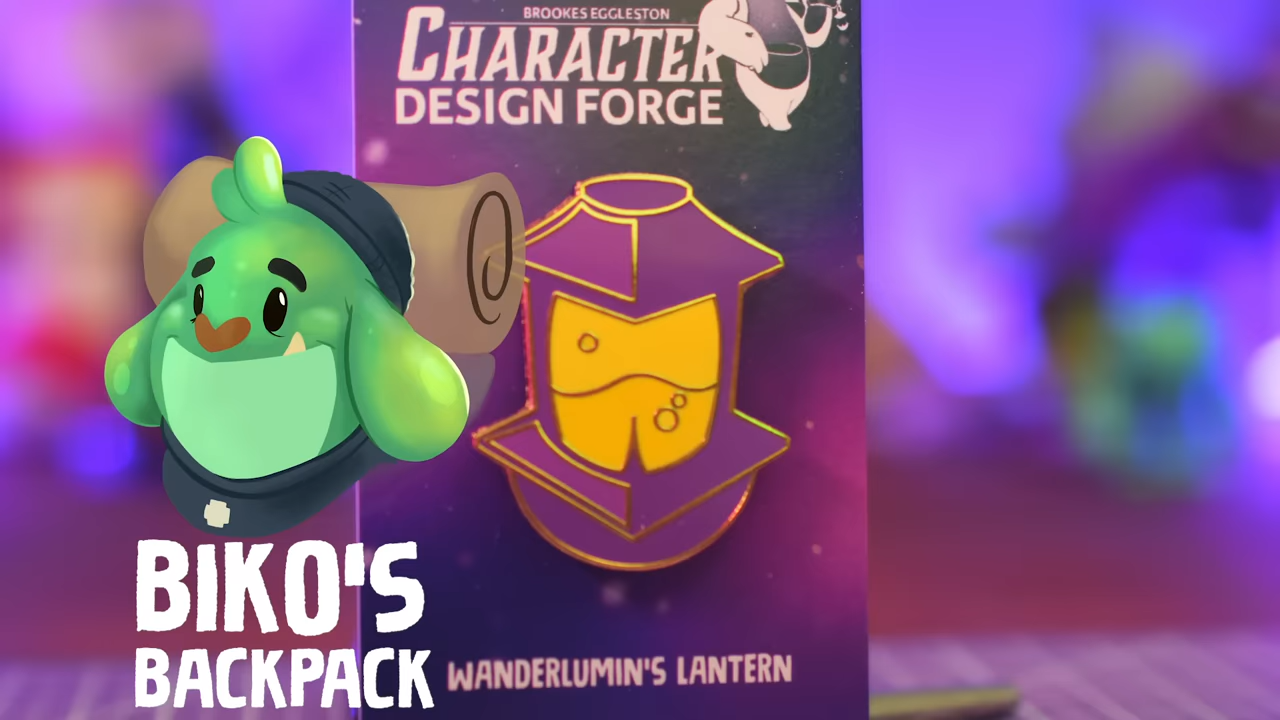 BROOKES EGGLESTON
CHARACTER
DESIGN FORGE
BIKO'S
BACKPACK
WANDERLUMIN'S LANTERN